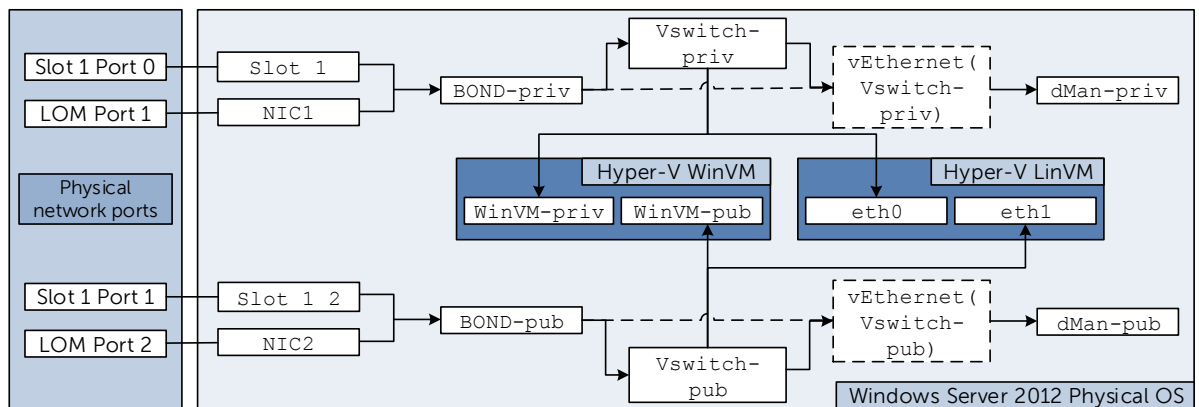 Slot 1 Port 0
LOM Port 1
Physical
network ports
Slot 1 Port 1
LOM Port 2
Slot 1
NIC1
BOND-priv
Vswitch-
priv
vEthernet(
Vswitch-
priv)
dMan-priv
Hyper-V WinVM
WinVM-priv
WinVM-pub
Hyper-V LinVM
eth0
eth1
Slot 1 2
NIC2
BOND-pub
Vswitch-
pub
vEthernet(
Vswitch-
pub)
dMan-pub
Windows Server 2012 Physical OS